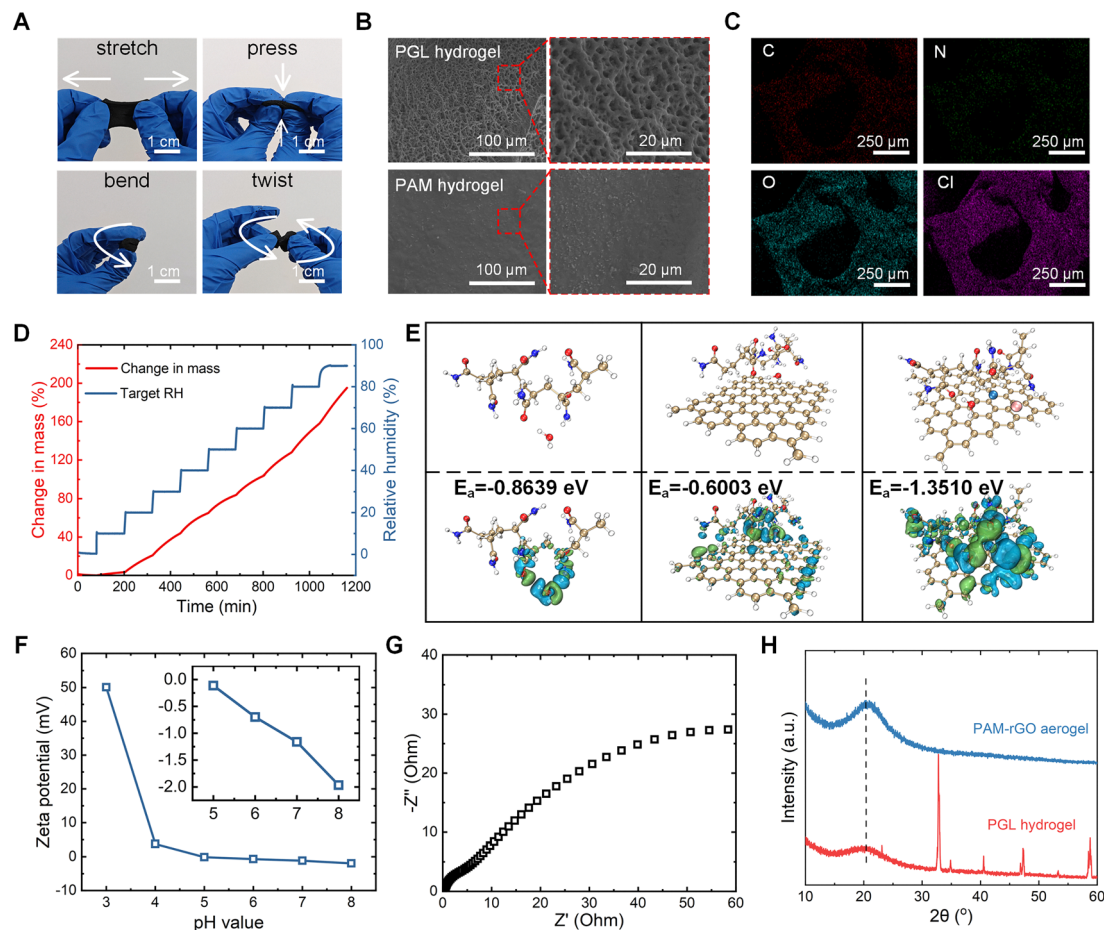 A
stretch
press
1 cm
1 cm
bend
twist
1 cm
1 cm
B
PGL hydrogel
100 µm
20 µm
PAM hydrogel
100 µm
20 µm
C
C
N
250 µm
250 µm
O
Cl
250 µm
250 µm
D
Change in mass (%)
240
200
160
120
80
40
0
Change in mass
Target RH
100
80
60
40
20
0
Relative humidity (%)
0 200 400 600 800 1000 1200
Time (min)
E
Ea=-0.8639 eV
Ea=-0.6003 eV
Ea=-1.3510 eV
F
Zeta potential (mV)
60
50
40
30
20
10
0
-10
0.0
-0.5
-1.0
-1.5
-2.0
5 6 7 8
3 4 5 6 7 8
pH value
G
-Z'' (Ohm)
40
30
20
10
0
0 10 20 30 40 50 60
Z' (Ohm)
H
Intensity (a.u.)
PAM-rGO aerogel
PGL hydrogel
10 20 30 40 50 60
2θ (°)